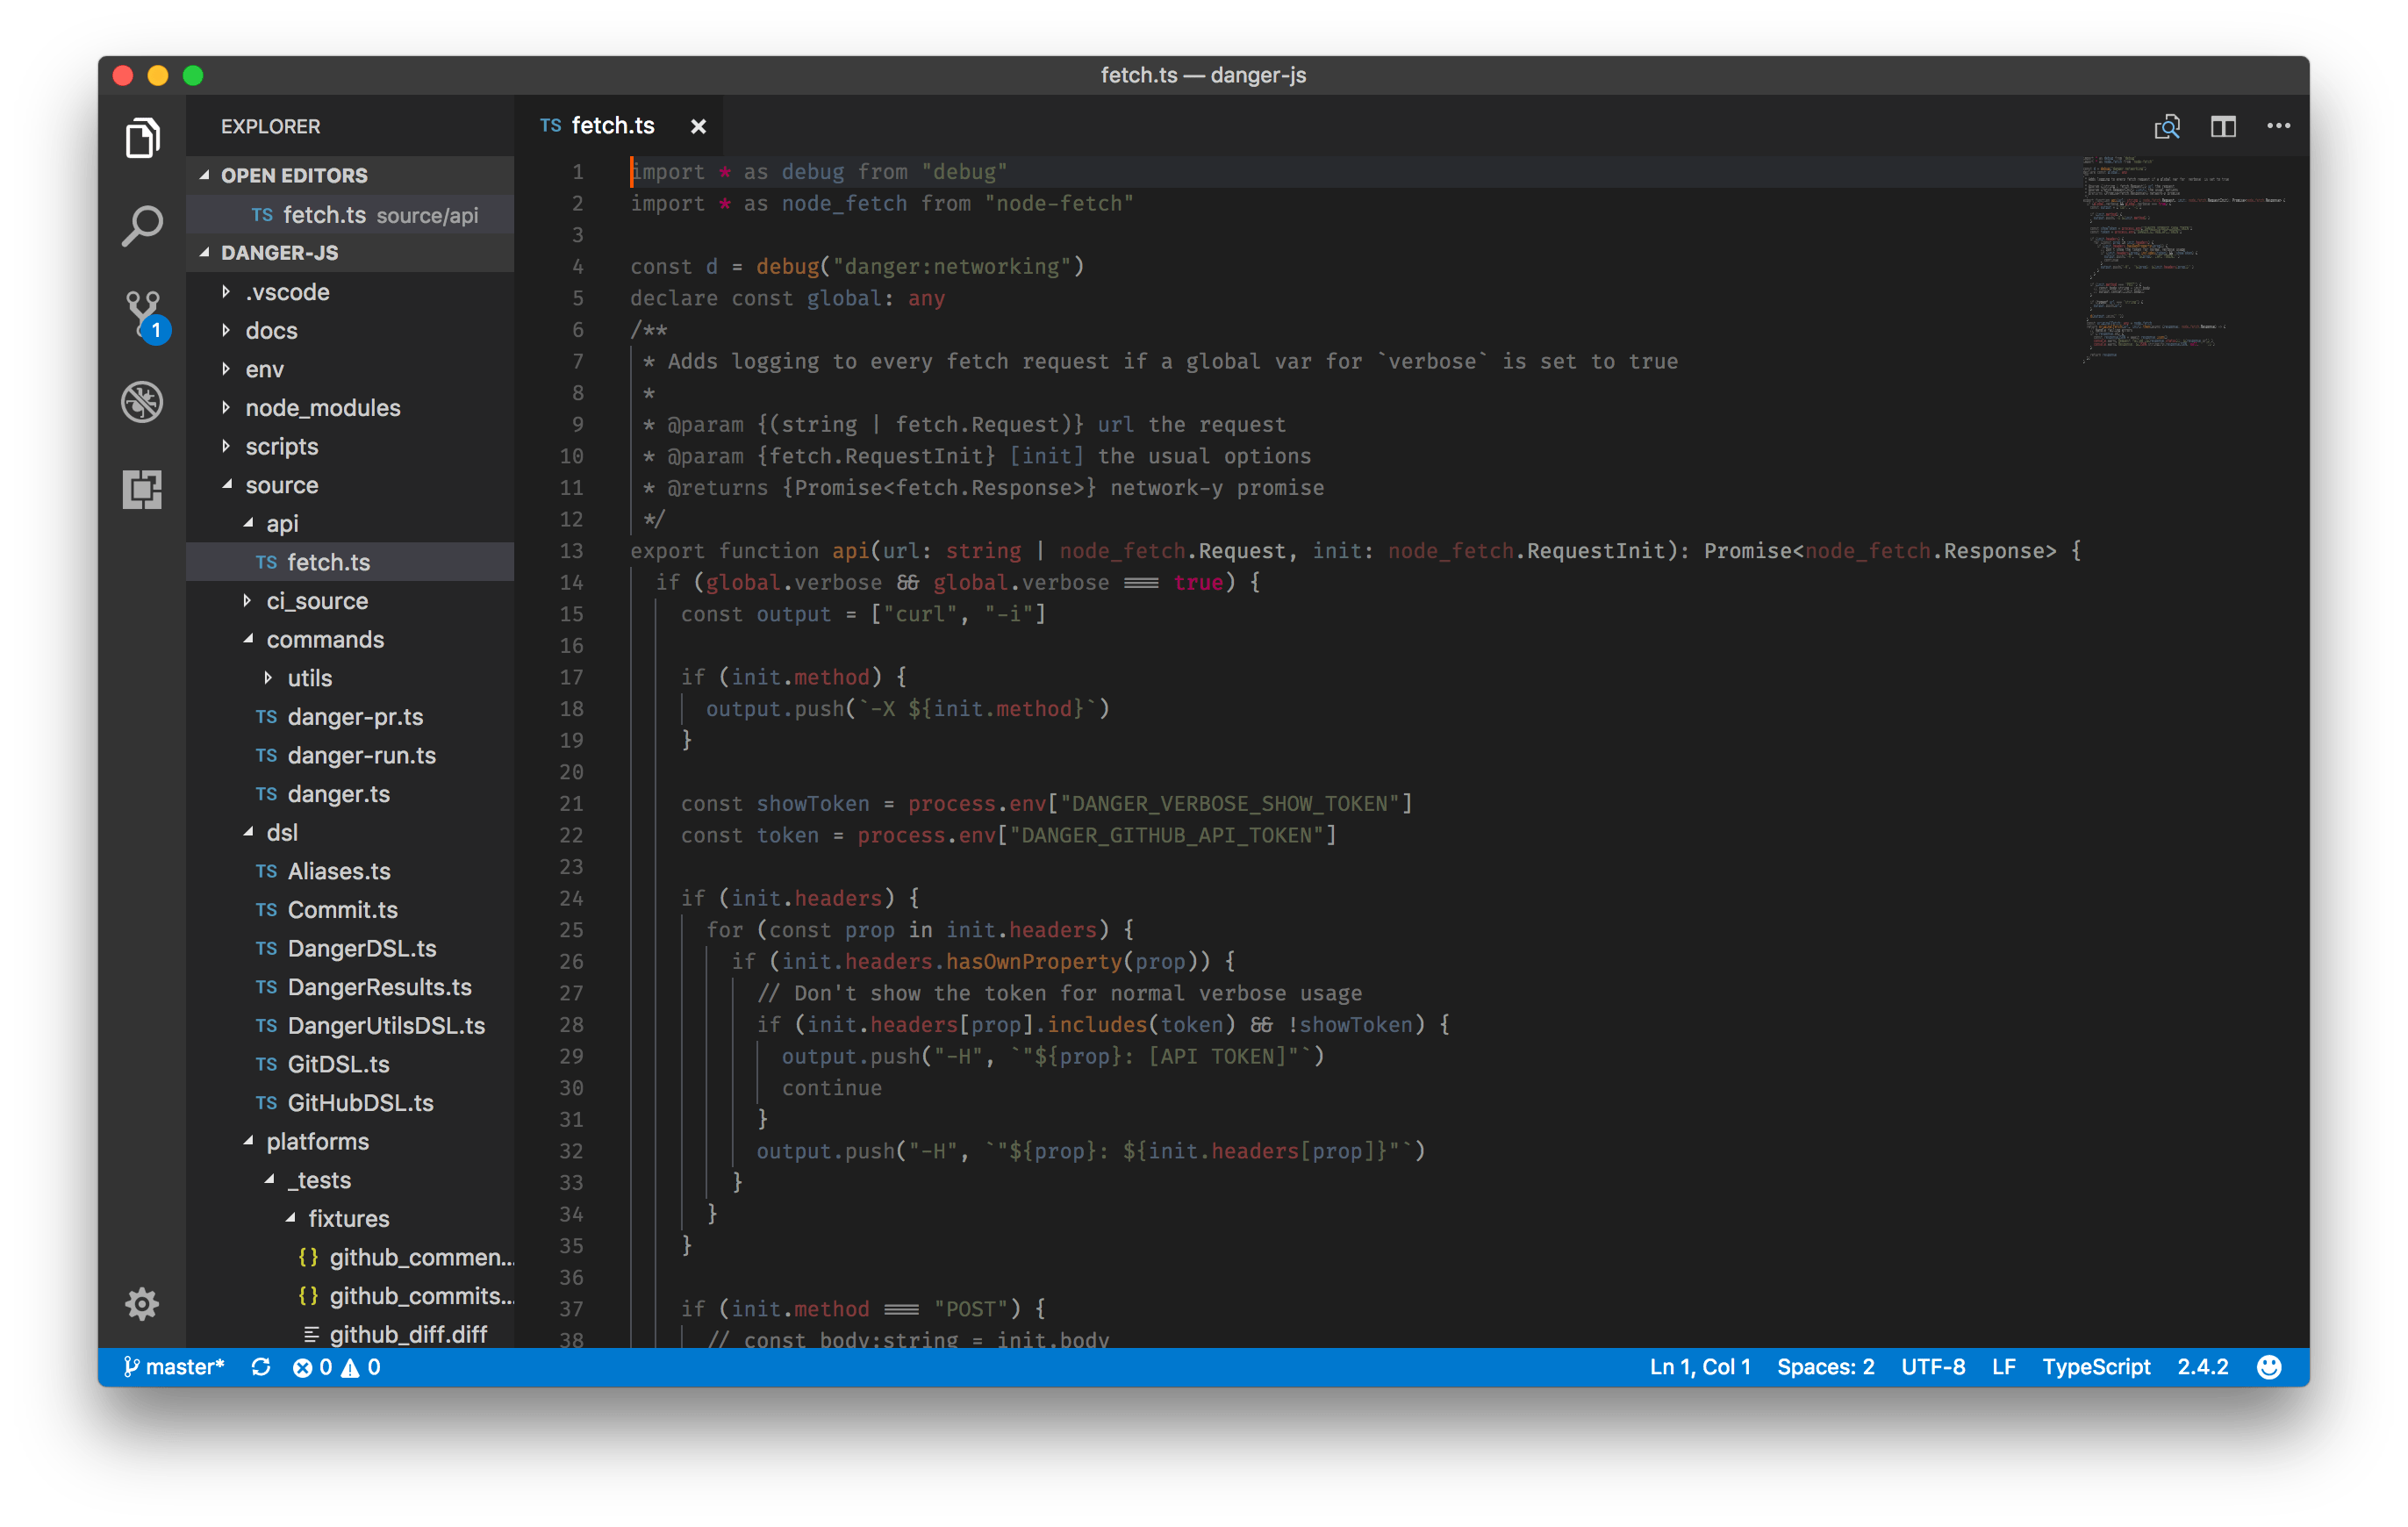 fetch.ts — danger-js
EXPLORER
OPEN EDITORS
TS fetch.ts source/api
DANGER-JS
.vscode
docs
env
node_modules
scripts
source
api
TS fetch.ts
ci_source
commands
utils
TS danger-pr.ts
TS danger-run.ts
TS danger.ts
dsl
TS Aliases.ts
TS Commit.ts
TS DangerDSL.ts
TS DangerResults.ts
TS DangerUtilsDSL.ts
TS GitDSL.ts
TS GitHubDSL.ts
platforms
_tests
fixtures
{} github_commen...
{} github_commits...
github_diff.diff
1
TS fetch.ts ×
1 import * as debug from "debug"
2 import * as node_fetch from "node-fetch"
3
4 const d = debug("danger:networking")
5 declare const global: any
6 /**
7 * Adds logging to every fetch request if a global var for `verbose` is set to true
8 *
9 * @param {(string | fetch.Request)} url the request
10 * @param {fetch.RequestInit} [init] the usual options
11 * @returns {Promise<fetch.Response>} network-y promise
12 */
13 export function api(url: string | node_fetch.Request, init: node_fetch.RequestInit): Promise<node_fetch.Response> {
14 if (global.verbose && global.verbose === true) {
15 const output = ["curl", "-i"]
16
17 if (init.method) {
18 output.push(`-X ${init.method}`)
19 }
20
21 const showToken = process.env["DANGER_VERBOSE_SHOW_TOKEN"]
22 const token = process.env["DANGER_GITHUB_API_TOKEN"]
23
24 if (init.headers) {
25 for (const prop in init.headers) {
26 if (init.headers.hasOwnProperty(prop)) {
27 // Don't show the token for normal verbose usage
28 if (init.headers[prop].includes(token) && !showToken) {
29 output.push("-H", `"${prop}: [API TOKEN]"`)
30 continue
31 }
32 output.push("-H", `"${prop}: ${init.headers[prop]}"`)
33 }
34 }
35 }
36
37 if (init.method === "POST") {
38 // const body:string = init.body
master* 0 0
Ln 1, Col 1 Spaces: 2 UTF-8 LF TypeScript 2.4.2